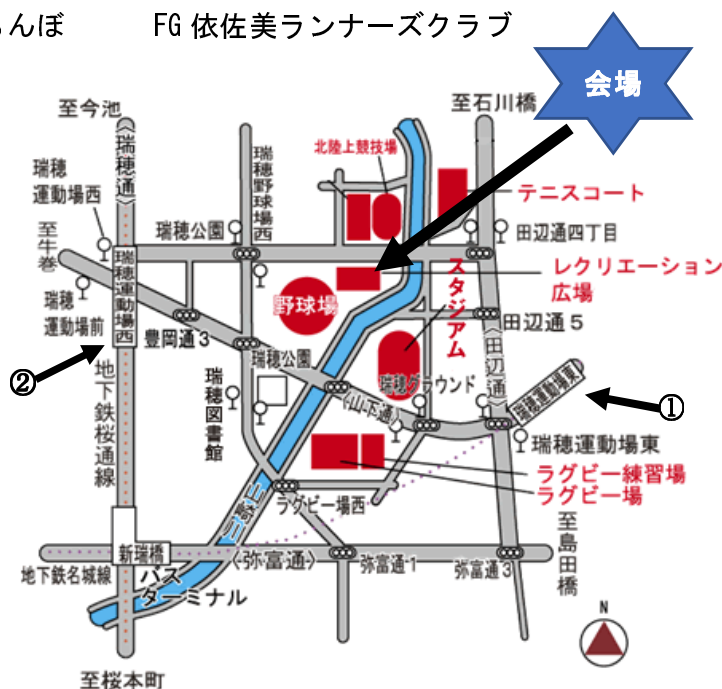 んぼ FG 依佐美ランナーズクラブ
会場
至今池
至石川橋
〈瑞穂通〉
瑞穂野球場西
北陸上競技場
瑞穂
運動場西
テニスコート
瑞穂公園
田辺通四丁目
至牛巻
瑞穂運動場西
レクリエーション
広場
スタジアム
野球場
瑞穂
運動場前
豊岡通3
田辺通5
瑞穂公園
〈田辺通〉
②
地下鉄桜通線
瑞穂図書館
瑞穂グラウンド
〈山下通〉
瑞穂運動場東
①
瑞穂運動場東
ラグビー練習場
ラグビー場
ラグビー場西
山崎川
至島田橋
新瑞橋
〈弥富通〉
弥富通1
弥富通3
地下鉄名城線
バス
ターミナル
N
至桜本町